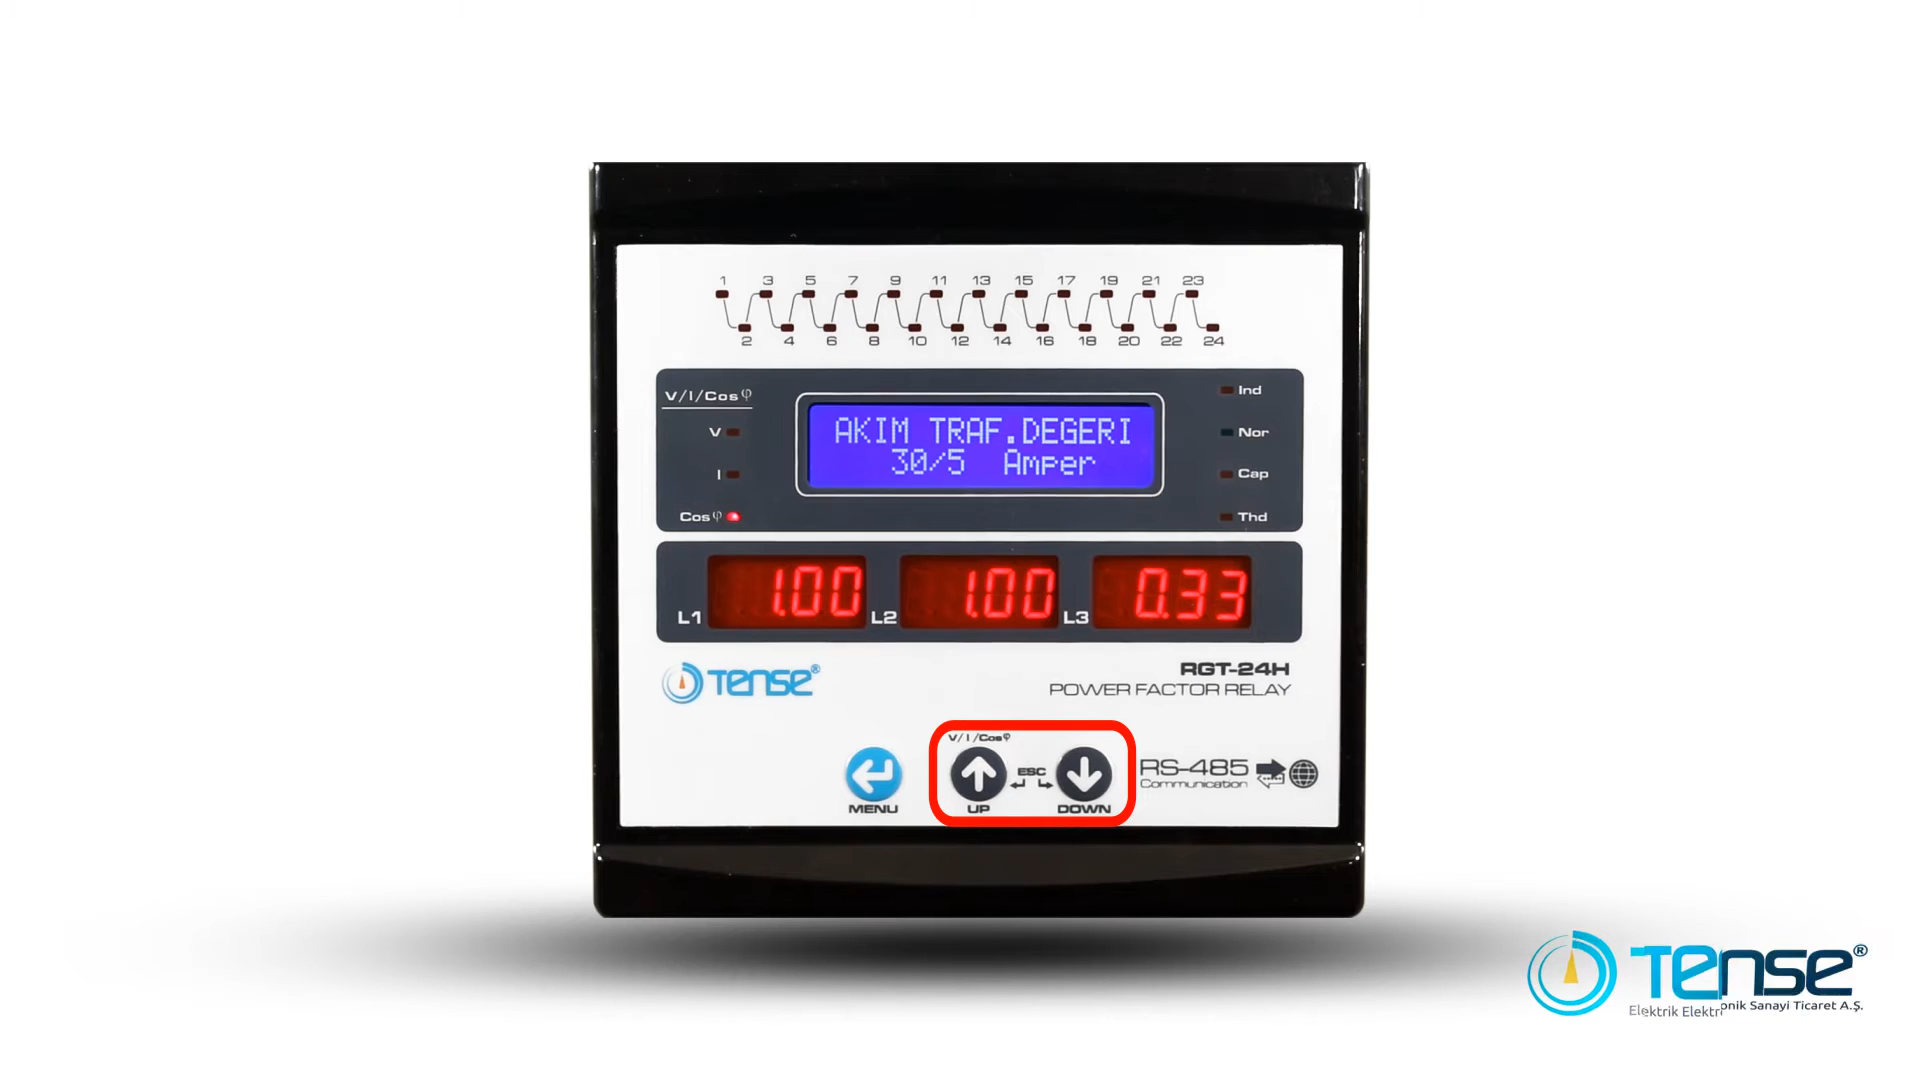 1 3 5 7 9 11 13 15 17 19 21 23
2 4 6 8 10 12 14 16 18 20 22 24
V/I/Cosφ
V
I
Cosφ
AKIM TRAF.DEGERI
30/5 Amper
Ind
Nor
Cap
Thd
L1 1.00 L2 1.00 L3 0.33
TENSE®
RGT-24H
POWER FACTOR RELAY
V/I/Cosφ
ESC
MENU
UP
DOWN
RS-485
Communication
TENSE®
Elektrik Elektronik Sanayi Ticaret A.Ş.